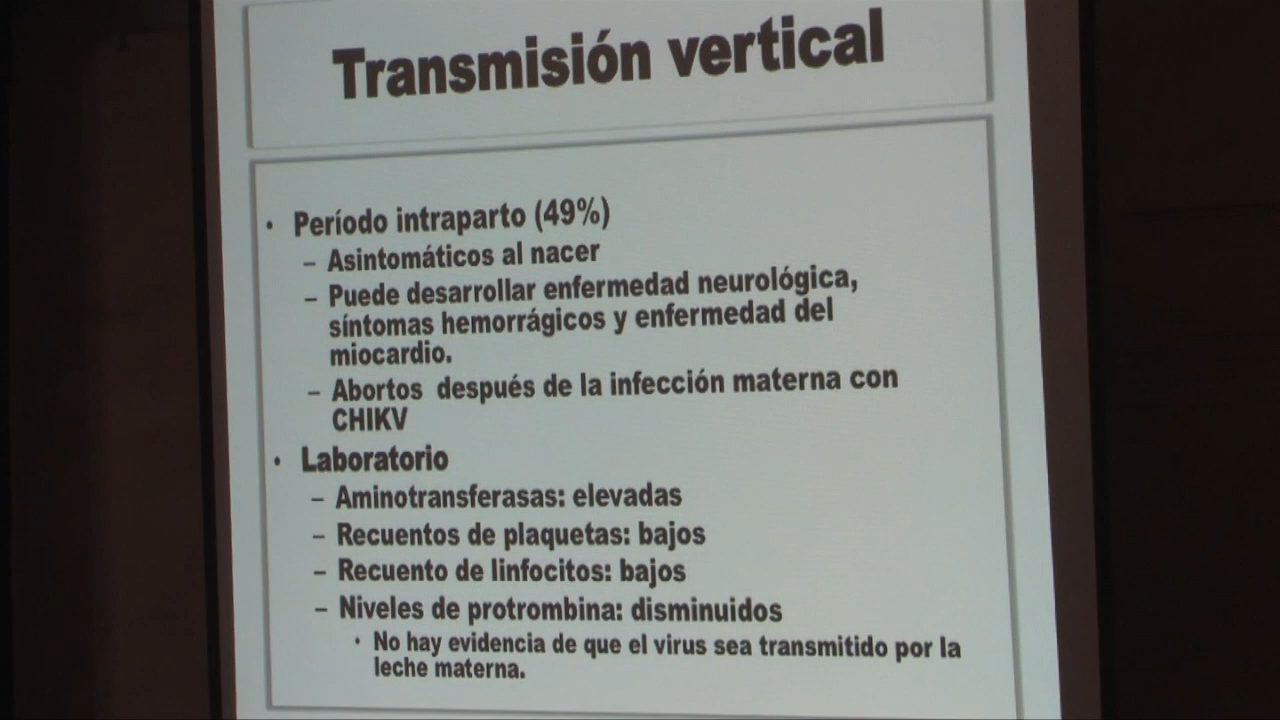 Transmisión vertical
• Período intraparto (49%)
– Asintomáticos al nacer
– Puede desarrollar enfermedad neurológica,
síntomas hemorrágicos y enfermedad del
miocardio.
– Abortos después de la infección materna con
CHIKV
• Laboratorio
– Aminotransferasas: elevadas
– Recuentos de plaquetas: bajos
– Recuento de linfocitos: bajos
– Niveles de protrombina: disminuidos
• No hay evidencia de que el virus sea transmitido por la
leche materna.